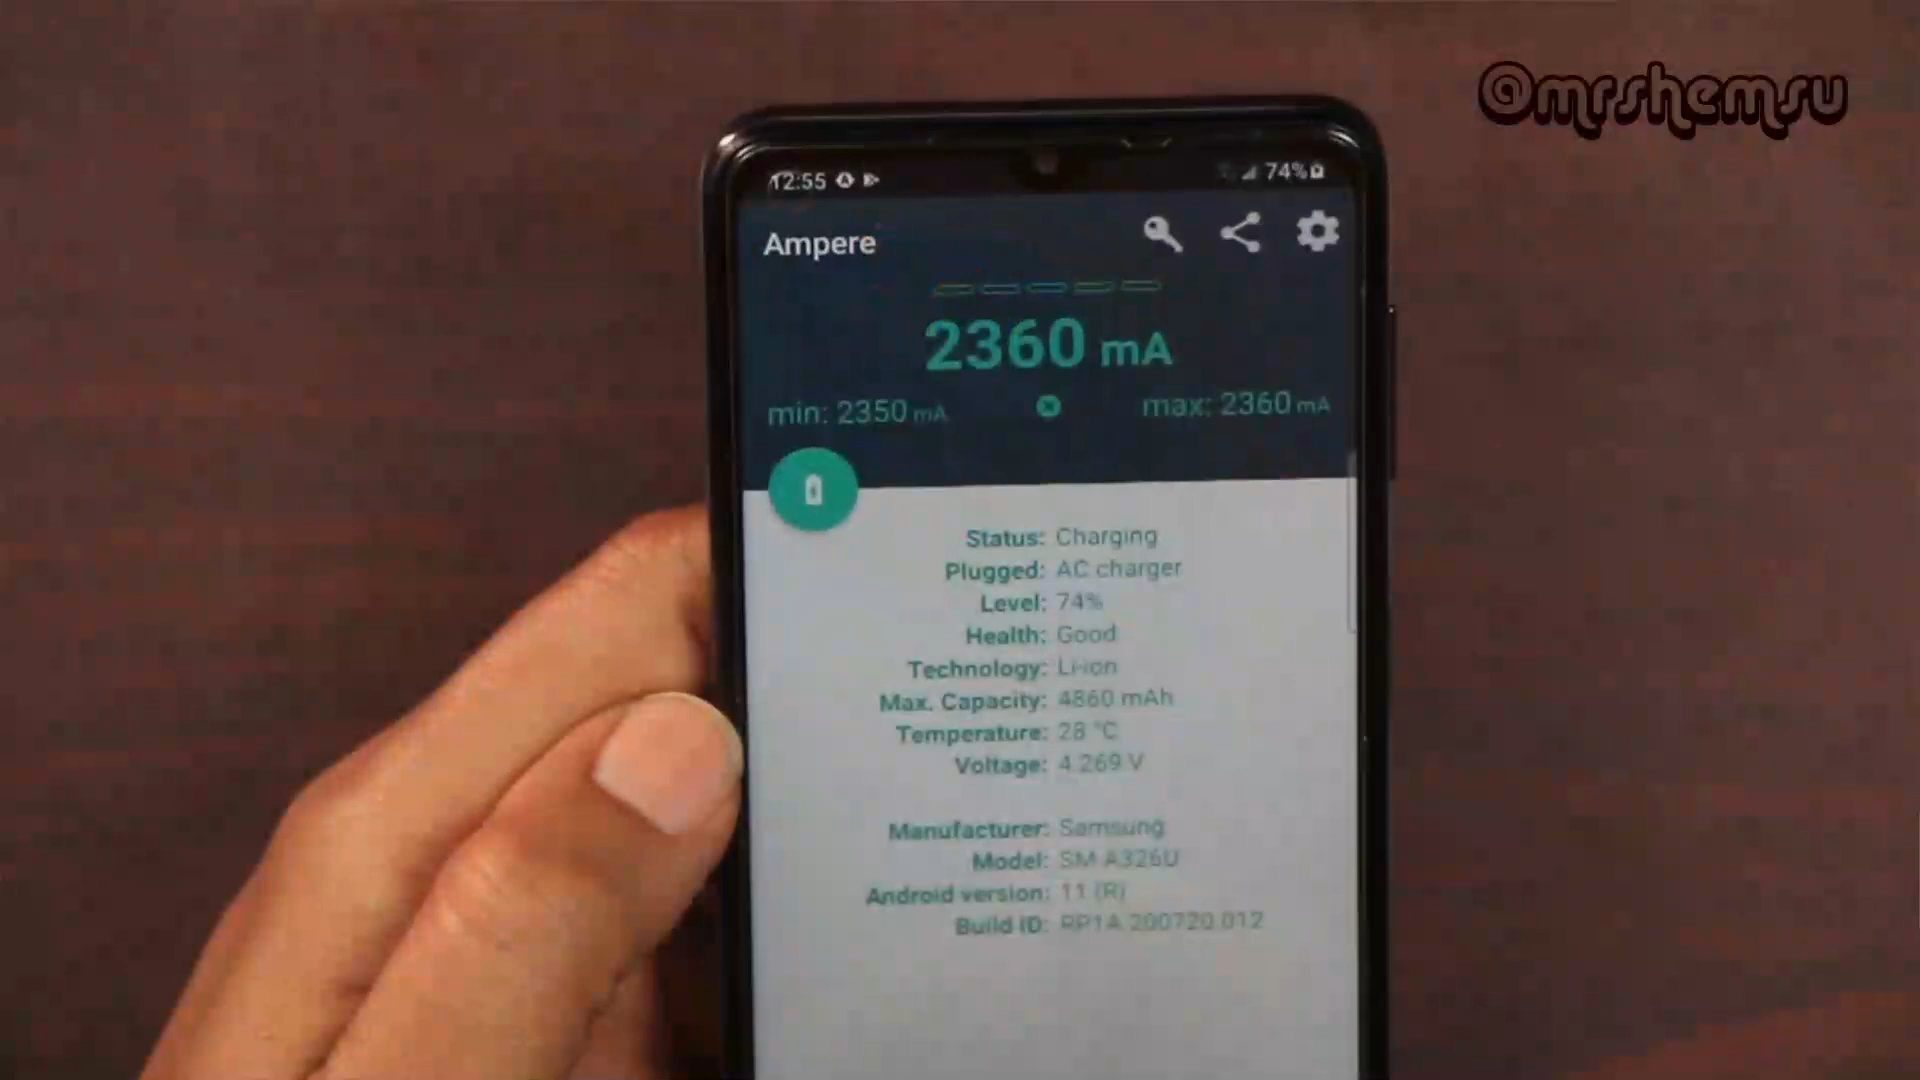 @mrshemsu
12:55 74%
Ampere
2360 mA
min: 2350 mA max: 2360 mA
Status: Charging
Plugged: AC charger
Level: 74%
Health: Good
Technology: Li-ion
Max. Capacity: 4860 mAh
Temperature: 28 °C
Voltage: 4.269 V
Manufacturer: Samsung
Model: SM A326U
Android version: 11 (R)
Build ID: RP1A.200720.012